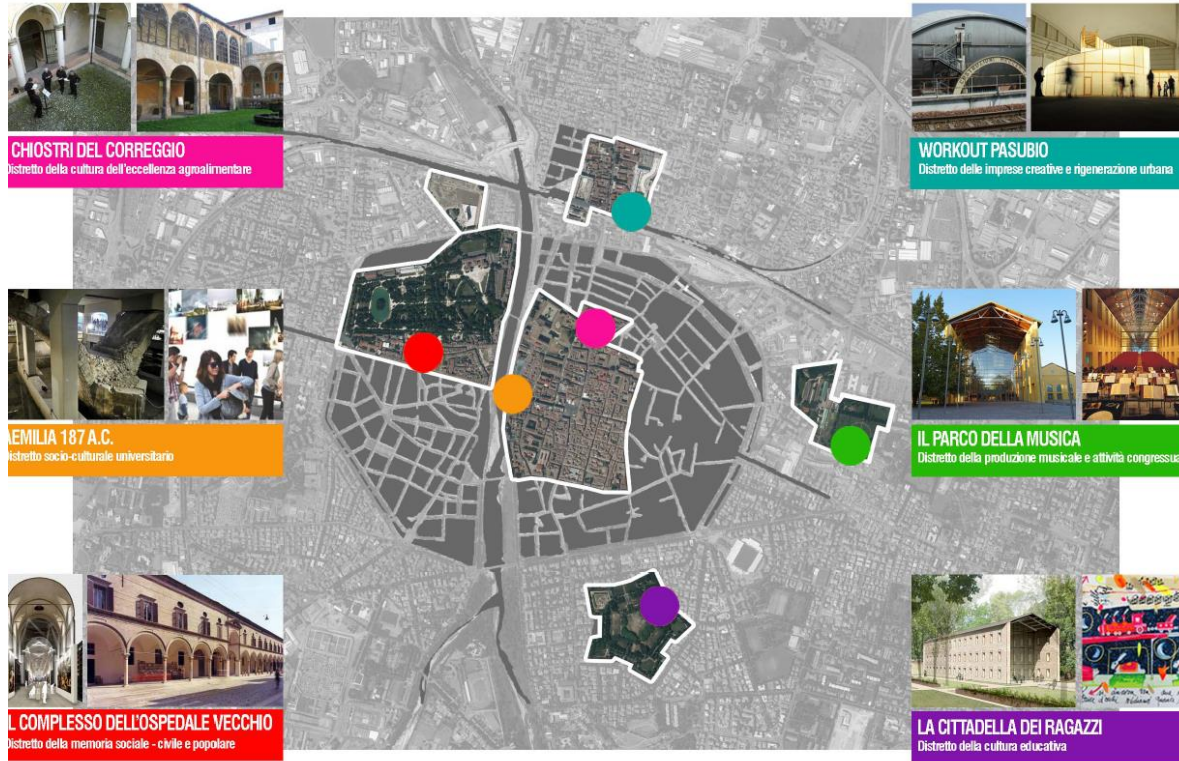 CHIOSTRI DEL CORREGGIO
Distretto della cultura dell'eccellenza agroalimentare
WORKOUT PASUBIO
Distretto delle imprese creative e rigenerazione urbana
AEMILIA 187 A.C.
Distretto socio-culturale universitario
IL PARCO DELLA MUSICA
Distretto della produzione musicale e attività congressua
L COMPLESSO DELL'OSPEDALE VECCHIO
Distretto della memoria sociale - civile e popolare
LA CITTADELLA DEI RAGAZZI
Distretto della cultura educativa